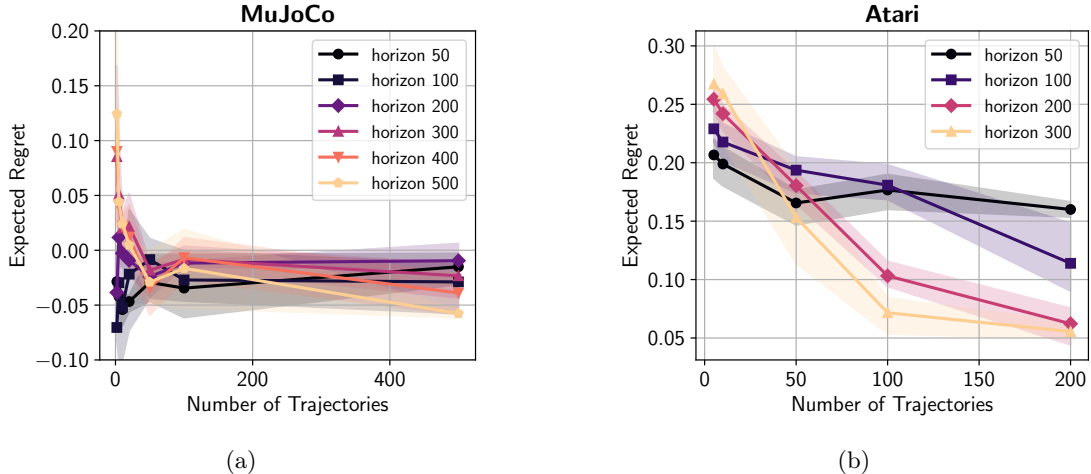 MuJoCo
0.20
0.15
0.10
0.05
0.00
−0.05
−0.10
Expected Regret
horizon 50
horizon 100
horizon 200
horizon 300
horizon 400
horizon 500
0
200
400
Number of Trajectories
(a)
Atari
0.30
0.25
0.20
0.15
0.10
0.05
Expected Regret
horizon 50
horizon 100
horizon 200
horizon 300
0
50
100
150
200
Number of Trajectories
(b)